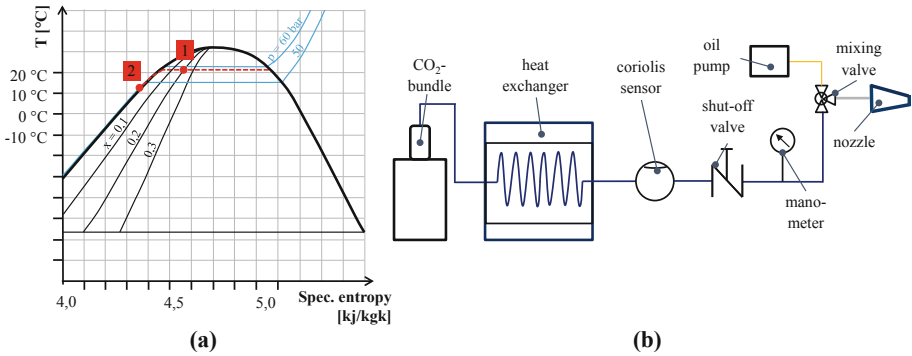 T [°C]
20 °C
10 °C
0 °C
-10 °C
2
1
p = 60 bar
50
x = 0,1
0,2
0,3
4,0
4,5
5,0
Spec. entropy
[kj/kgk]
(a)
CO₂-
bundle
heat
exchanger
coriolis
sensor
shut-off
valve
oil
pump
mixing
valve
nozzle
mano-
meter
(b)